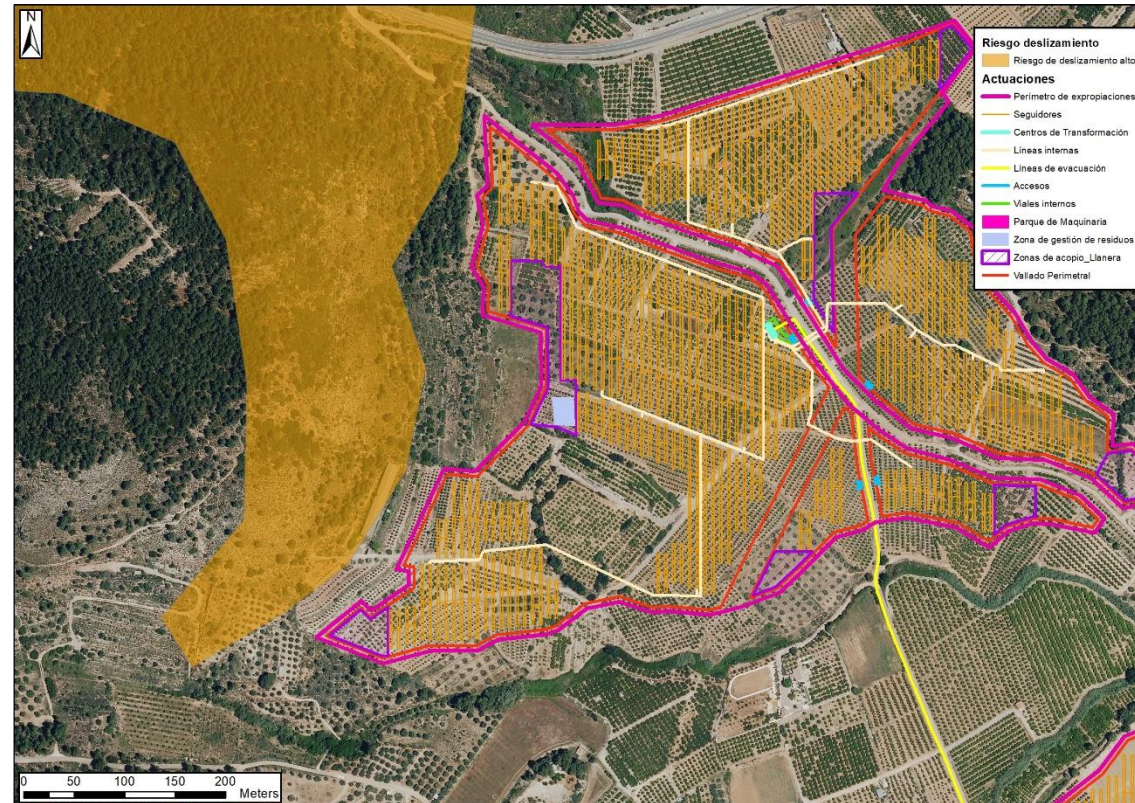 N
Riesgo deslizamiento
Riesgo de deslizamiento alto
Actuaciones
Perímetro de expropiaciones
Seguidores
Centros de Transformación
Líneas internas
Líneas de evacuación
Accesos
Viales internos
Parque de Maquinaria
Zona de gestión de residuos
Zonas de acopio_Llanera
Vallado Perimetral
0 50 100 150 200
Meters